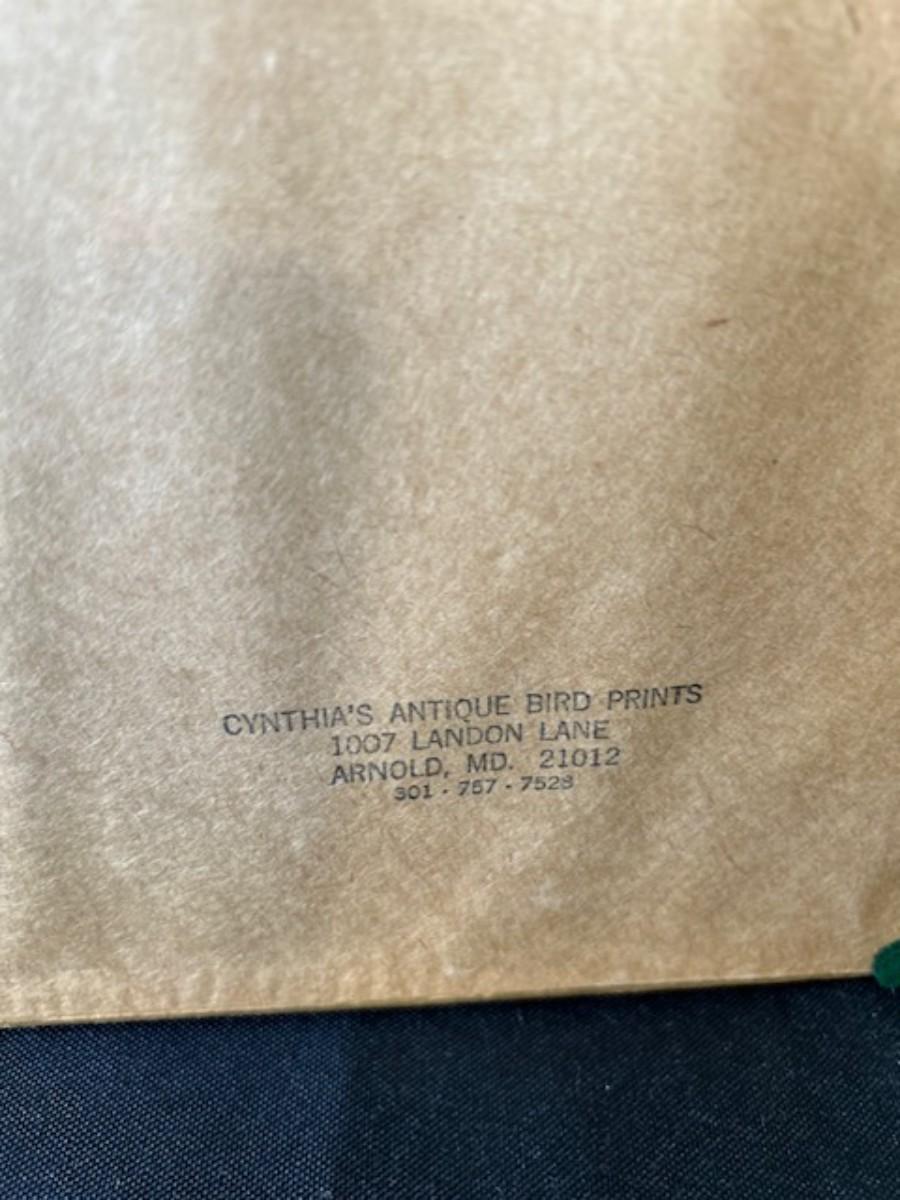 CYNTHIA'S ANTIQUE BIRD PRINTS
1007 LANDON LANE
ARNOLD, MD. 21012
301 - 757 - 7528